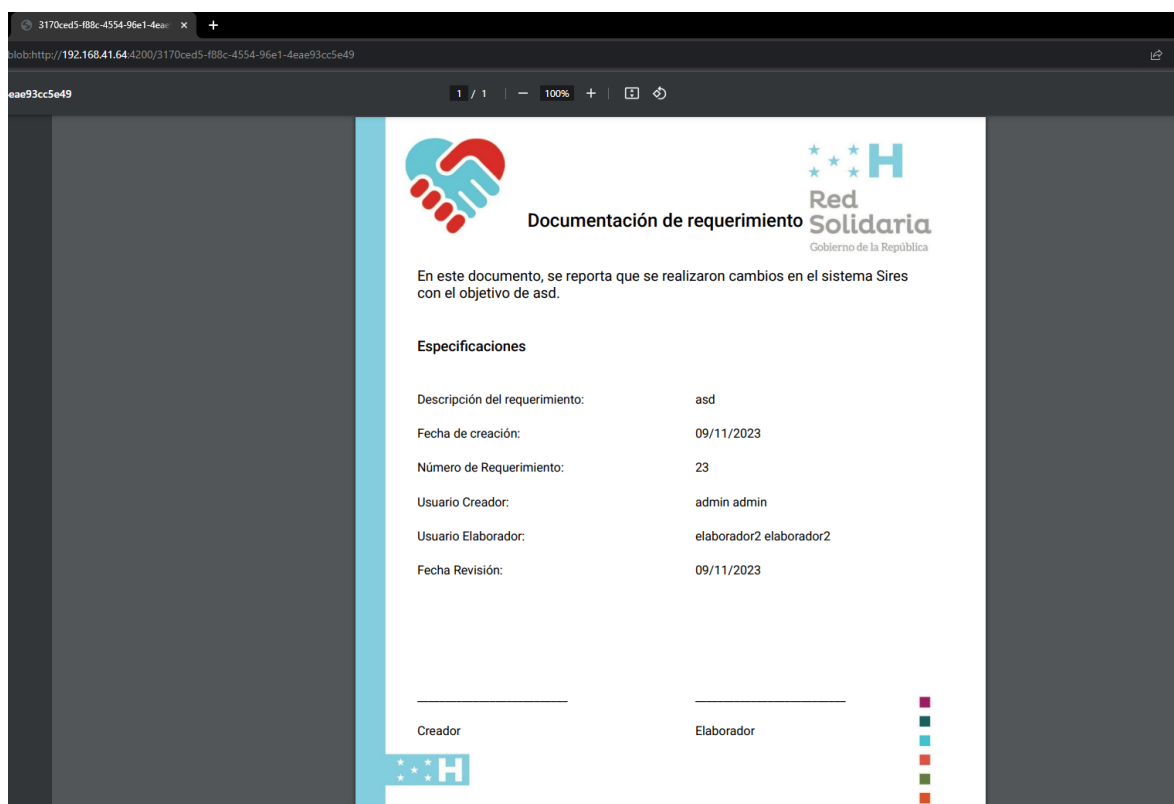 3170ced5-f88c-4554-96e1-4eae
blob:http://192.168.41.64:4200/3170ced5-f88c-4554-96e1-4eae93cc5e49
eae93cc5e49
1 / 1
100%
H
Red
Solidaria
Gobierno de la República
Documentación de requerimiento
En este documento, se reporta que se realizaron cambios en el sistema Sires
con el objetivo de asd.
Especificaciones
Descripción del requerimiento: asd
Fecha de creación: 09/11/2023
Número de Requerimiento: 23
Usuario Creador: admin admin
Usuario Elaborador: elaborador2 elaborador2
Fecha Revisión: 09/11/2023
Creador Elaborador
H